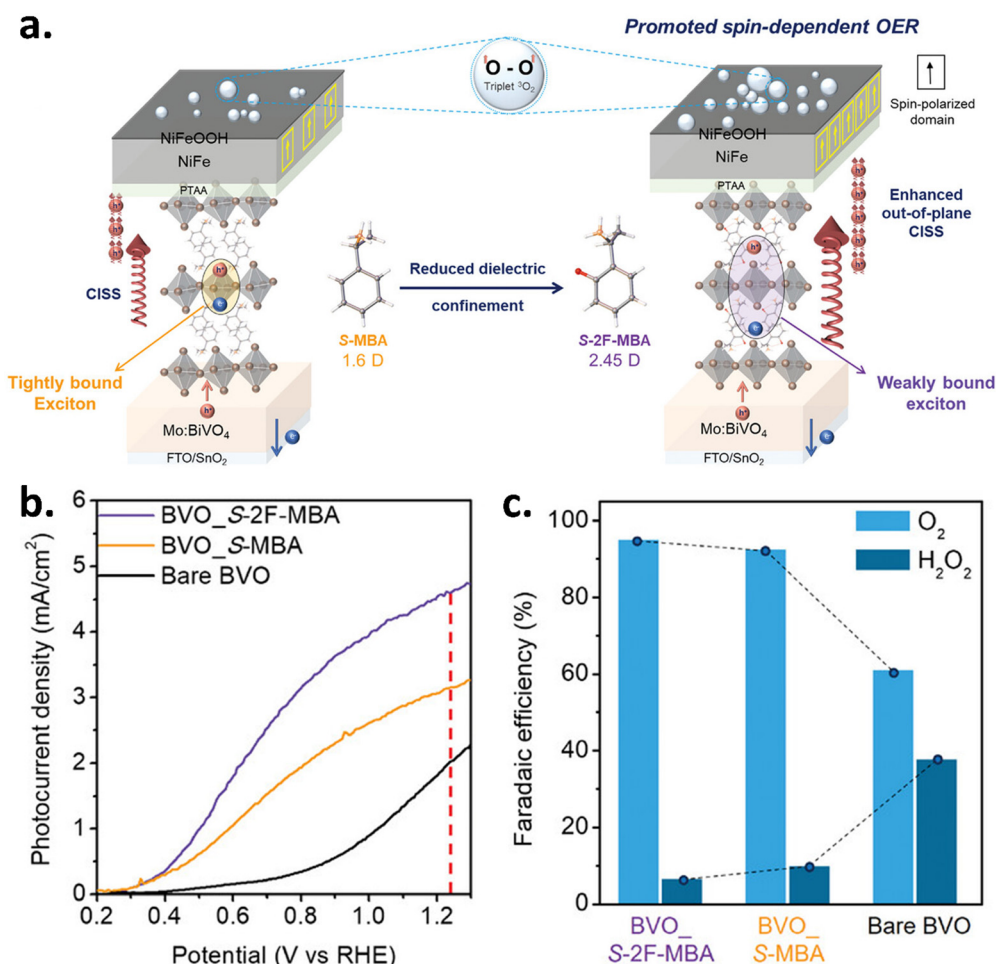 a.
Promoted spin-dependent OER
O - O
Triplet ³O₂
Spin-polarized
domain
NiFeOOH
NiFe
PTAA
h⁺
h⁺
h⁺
CISS
h⁺
e⁻
Tightly bound
Exciton
h⁺
Mo:BiVO₄
FTO/SnO₂
e⁻
S-MBA
1.6 D
Reduced dielectric
confinement
S-2F-MBA
2.45 D
NiFeOOH
NiFe
PTAA
h⁺
h⁺
h⁺
h⁺
h⁺
Enhanced
out-of-plane
CISS
h⁺
e⁻
Weakly bound
exciton
h⁺
Mo:BiVO₄
FTO/SnO₂
e⁻
b.
BVO_S-2F-MBA
BVO_S-MBA
Bare BVO
Photocurrent density (mA/cm²)
6
5
4
3
2
1
0
0.2 0.4 0.6 0.8 1.0 1.2
Potential (V vs RHE)
c.
O₂
H₂O₂
Faradaic efficiency (%)
100
80
60
40
20
0
BVO_
S-2F-MBA
BVO_
S-MBA
Bare BVO